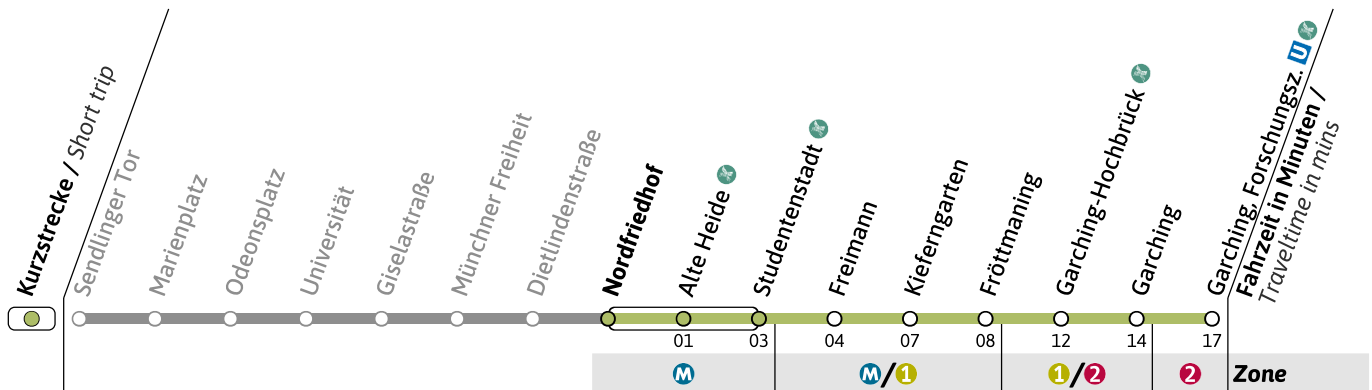 Kurzstrecke / Short trip
Sendlinger Tor
Marienplatz
Odeonsplatz
Universität
Giselastraße
Münchner Freiheit
Dietlindenstraße
Nordfriedhof
Alte Heide
Studentenstadt
Freimann
Kieferngarten
Fröttmaning
Garching-Hochbrück
Garching
Garching, Forschungsz. U
Fahrzeit in Minuten /
Traveltime in mins
01 03 04 07 08 12 14 17
M M/1 1/2 2 Zone